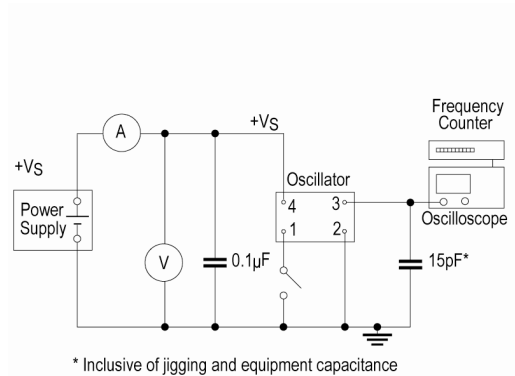 Frequency
Counter
+VS
A
+VS
Oscillator
Power
Supply
4
3
Oscilloscope
1
2
V
0.1µF
15pF*
* Inclusive of jigging and equipment capacitance